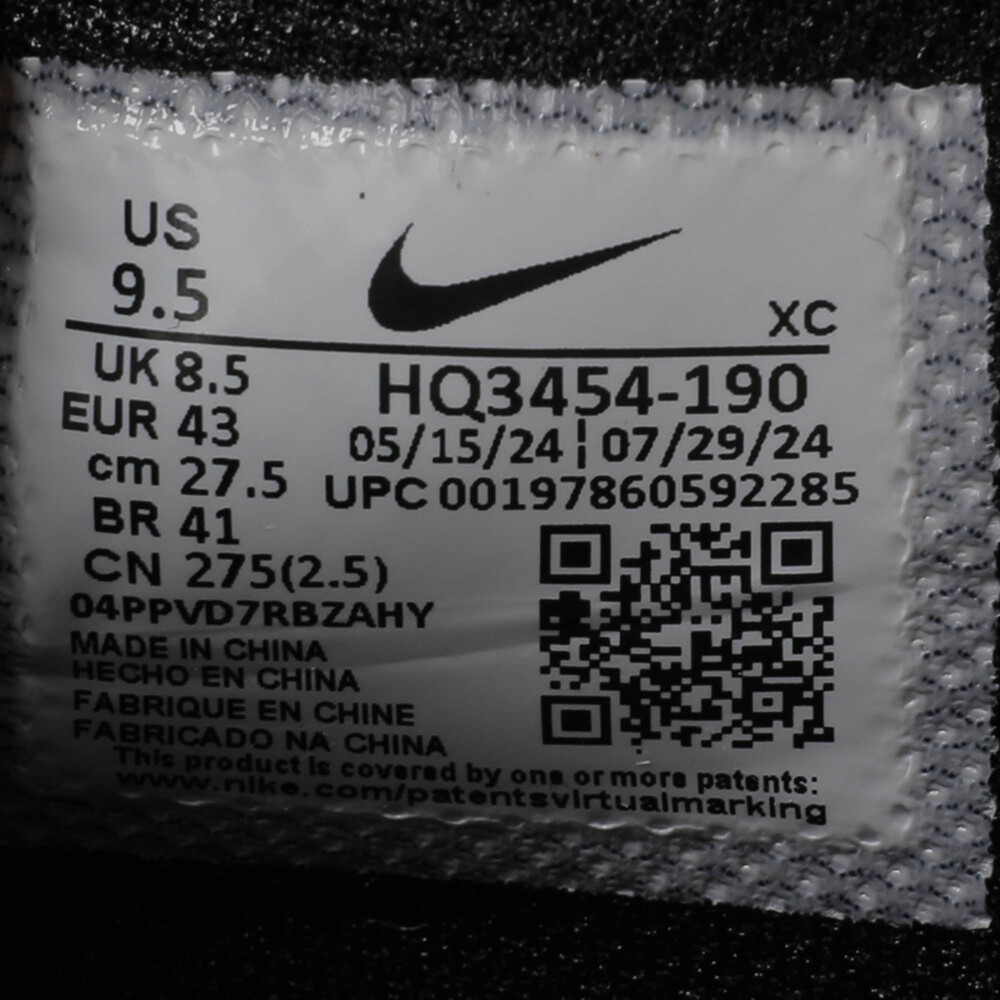 US
9.5
XC
UK 8.5
EUR 43
cm 27.5
BR 41
CN 275(2.5)
HQ3454-190
05/15/24 ¦ 07/29/24
UPC 00197860592285
04PPVD7RBZAHY
MADE IN CHINA
HECHO EN CHINA
FABRIQUE EN CHINE
FABRICADO NA CHINA
This product is covered by one or more patents:
www.nike.com/patentsvirtualmarking